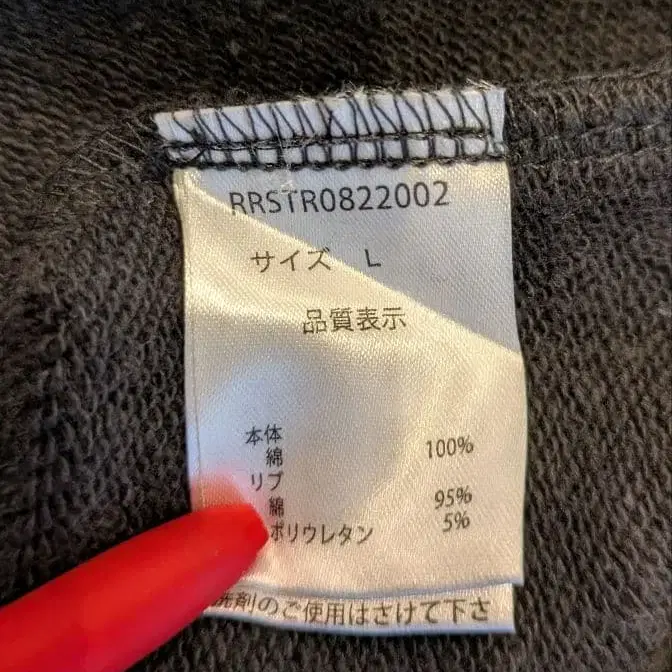 RRSTR0822002
サイズ L
品質表示
本体
綿 100%
リブ
綿 95%
ポリウレタン 5%
洗剤のご使用はさけて下さ